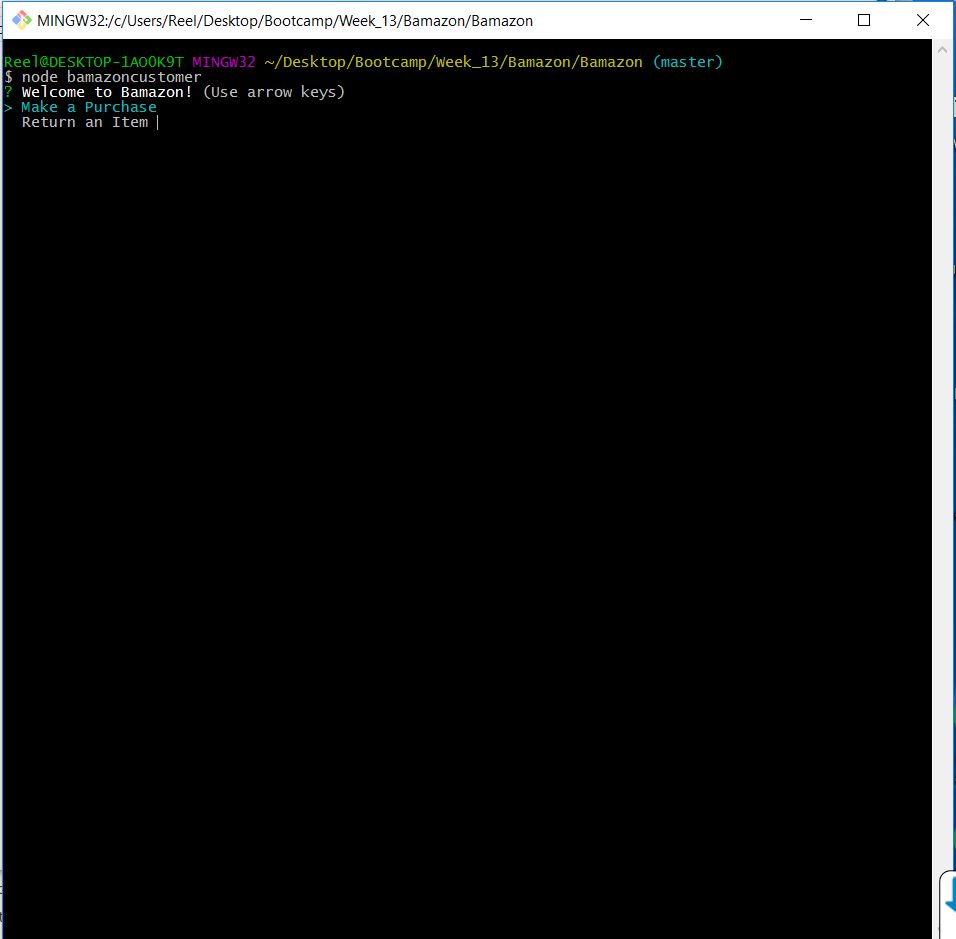 MINGW32:/c/Users/Reel/Desktop/Bootcamp/Week_13/Bamazon/Bamazon
Reel@DESKTOP-1AOOK9T MINGW32 ~/Desktop/Bootcamp/Week_13/Bamazon/Bamazon (master)
$ node bamazoncustomer
? Welcome to Bamazon! (Use arrow keys)
> Make a Purchase
Return an Item